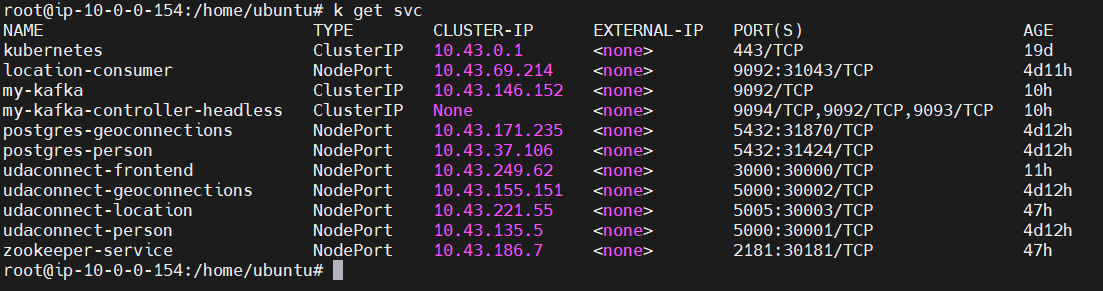 root@ip-10-0-0-154:/home/ubuntu# k get svc
NAME TYPE CLUSTER-IP EXTERNAL-IP PORT(S) AGE
kubernetes ClusterIP 10.43.0.1 <none> 443/TCP 19d
location-consumer NodePort 10.43.69.214 <none> 9092:31043/TCP 4d11h
my-kafka ClusterIP 10.43.146.152 <none> 9092/TCP 10h
my-kafka-controller-headless ClusterIP None <none> 9094/TCP,9092/TCP,9093/TCP 10h
postgres-geoconnections NodePort 10.43.171.235 <none> 5432:31870/TCP 4d12h
postgres-person NodePort 10.43.37.106 <none> 5432:31424/TCP 4d12h
udaconnect-frontend NodePort 10.43.249.62 <none> 3000:30000/TCP 11h
udaconnect-geoconnections NodePort 10.43.155.151 <none> 5000:30002/TCP 4d12h
udaconnect-location NodePort 10.43.221.55 <none> 5005:30003/TCP 47h
udaconnect-person NodePort 10.43.135.5 <none> 5000:30001/TCP 4d12h
zookeeper-service NodePort 10.43.186.7 <none> 2181:30181/TCP 47h
root@ip-10-0-0-154:/home/ubuntu#